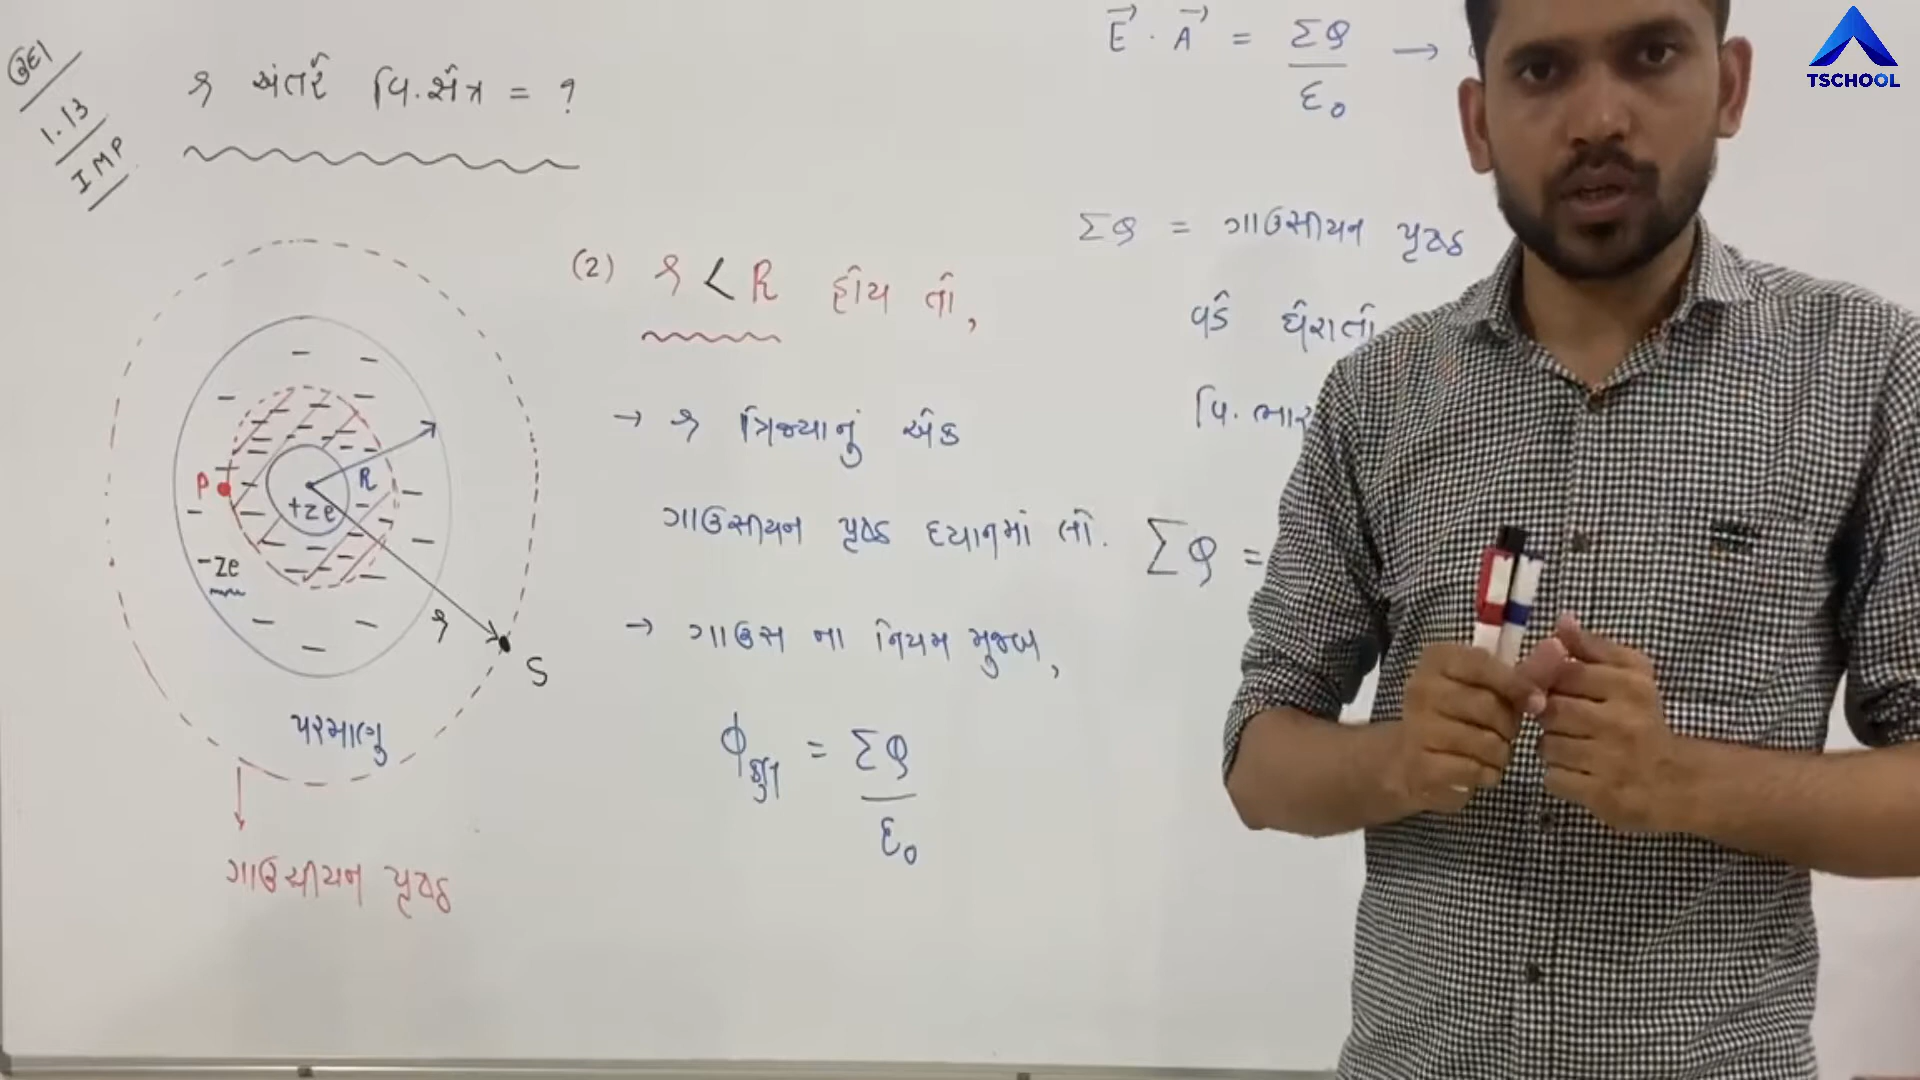 ઉદા
1.13
IMP
r અંતરે વિ.ક્ષેત્ર = ?
P
R
+ze
-ze
r
S
પરમાણુ
ગાઉસીયન પૃષ્ઠ
(2) r < R હોય તો,
→ r ત્રિજ્યાનું એક
ગાઉસીયન પૃષ્ઠ ધ્યાનમાં લો.
→ ગાઉસ ના નિયમ મુજબ,
ϕ = ΣQ / ε₀
E⃗ · A⃗ = ΣQ / ε₀ →
ΣQ = ગાઉસીયન પૃષ્ઠ
વડે ઘેરાતો
વિ.
ΣQ =
TSCHOOL